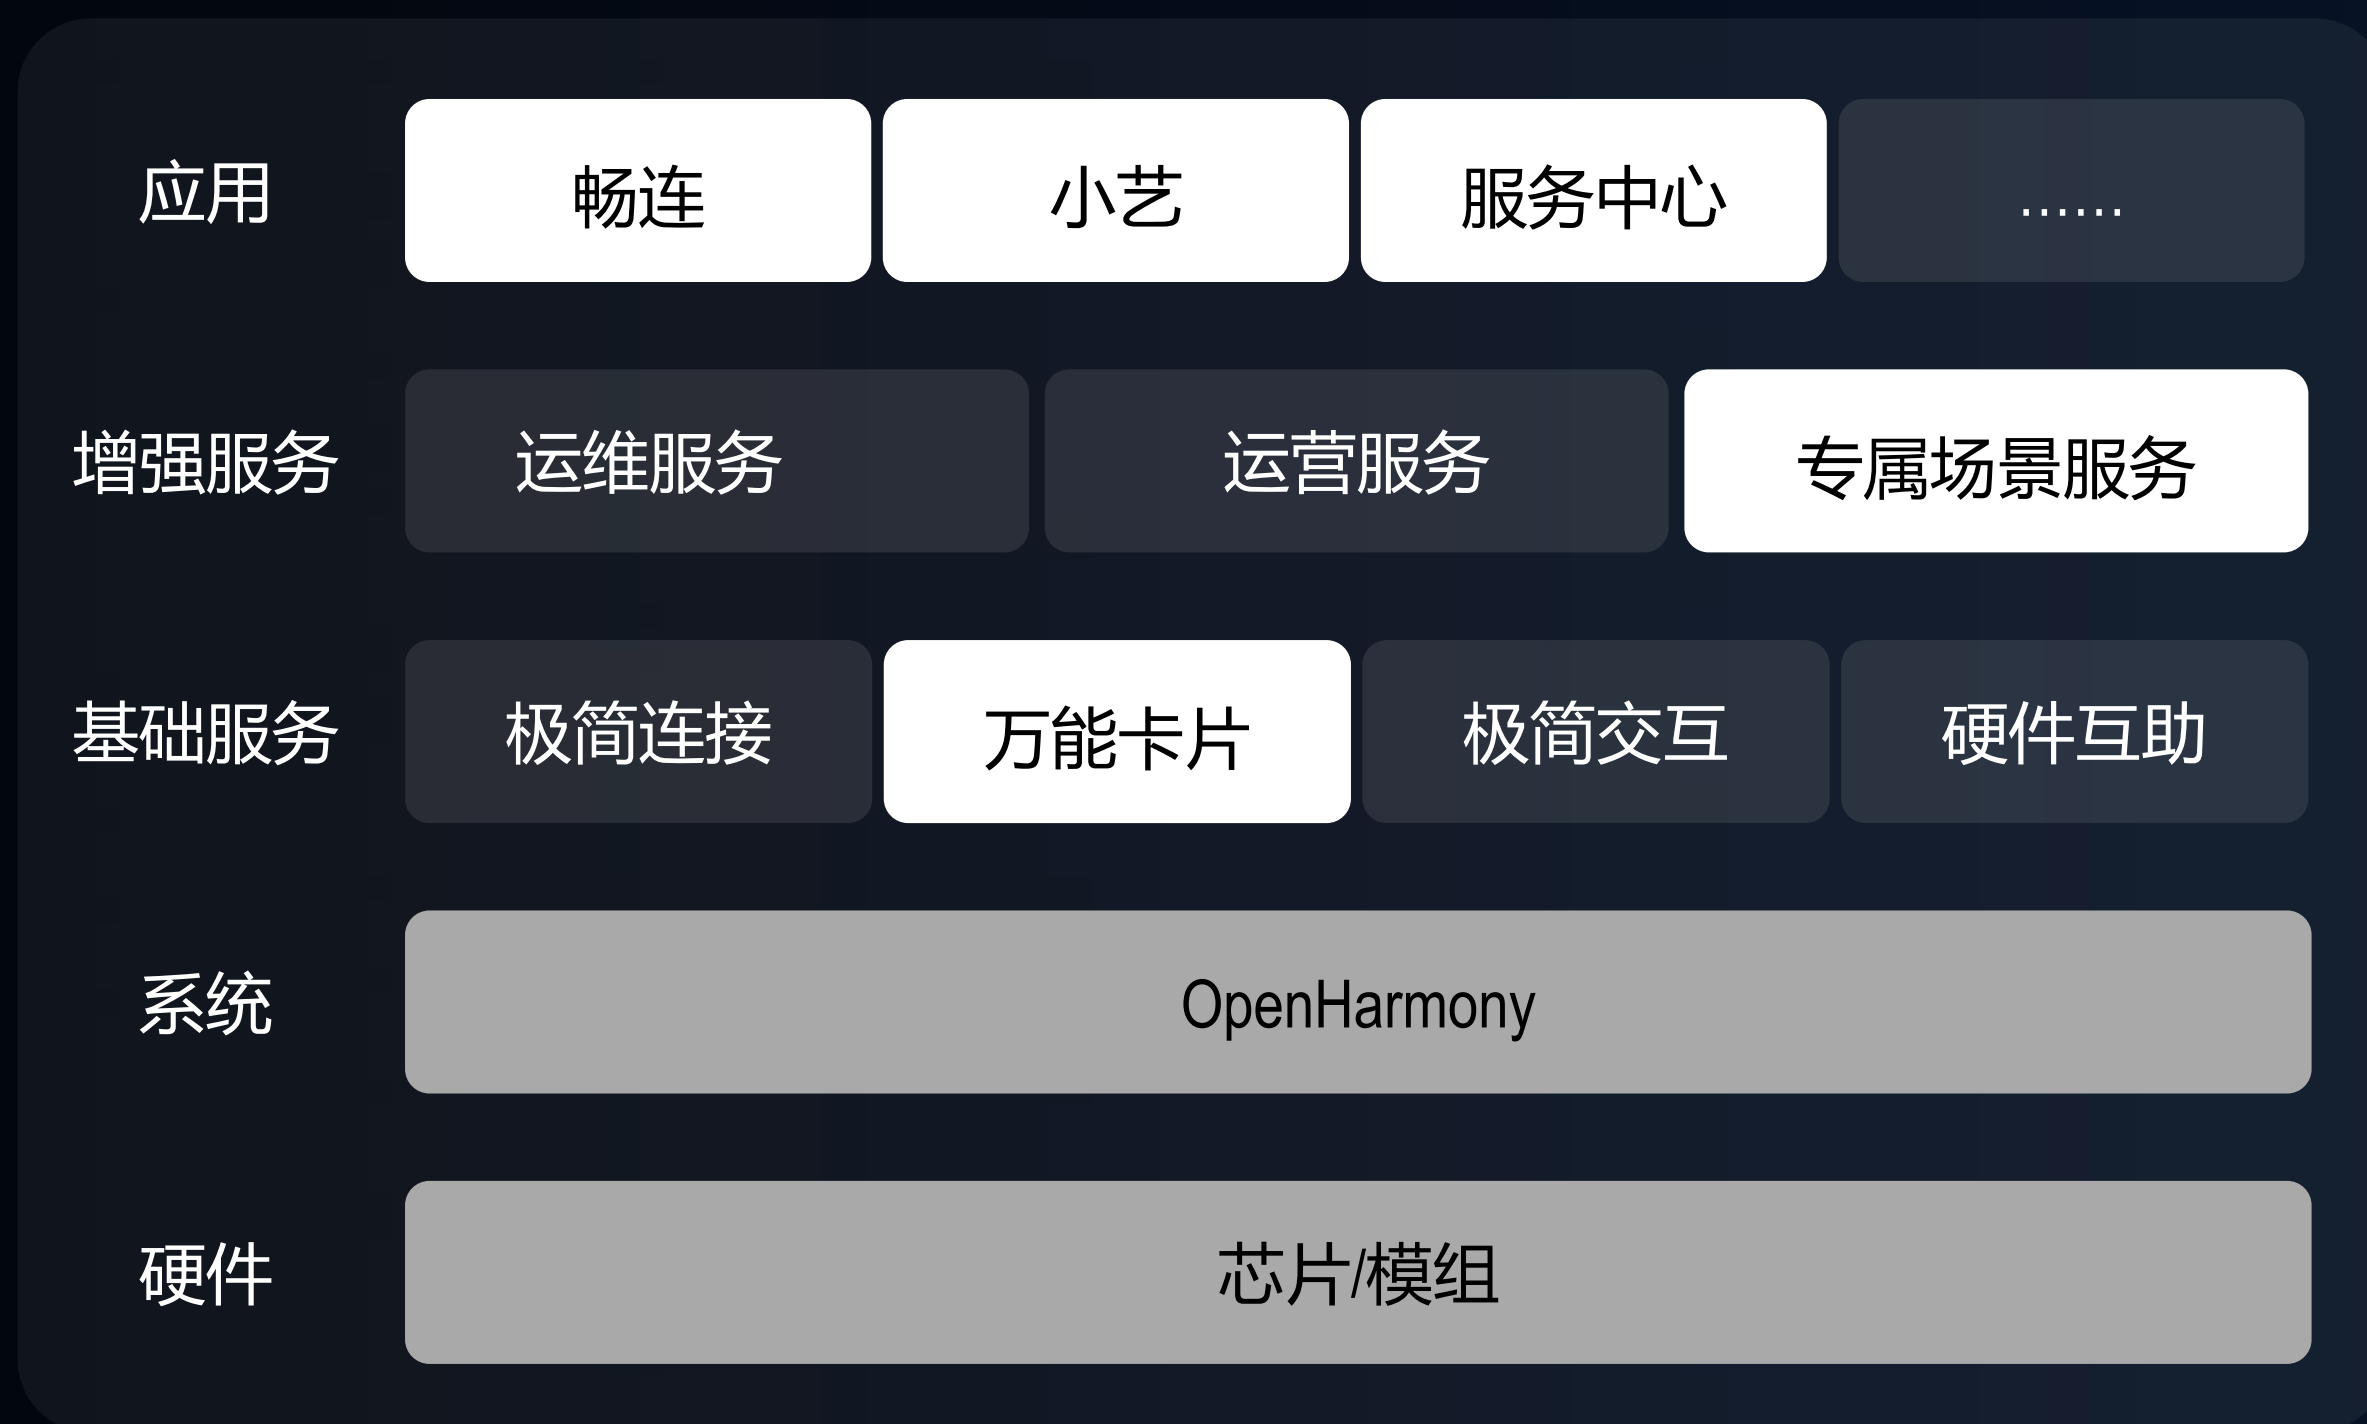 应用
畅连
小艺
服务中心
......
增强服务
运维服务
运营服务
专属场景服务
基础服务
极简连接
万能卡片
极简交互
硬件互助
系统
OpenHarmony
硬件
芯片/模组